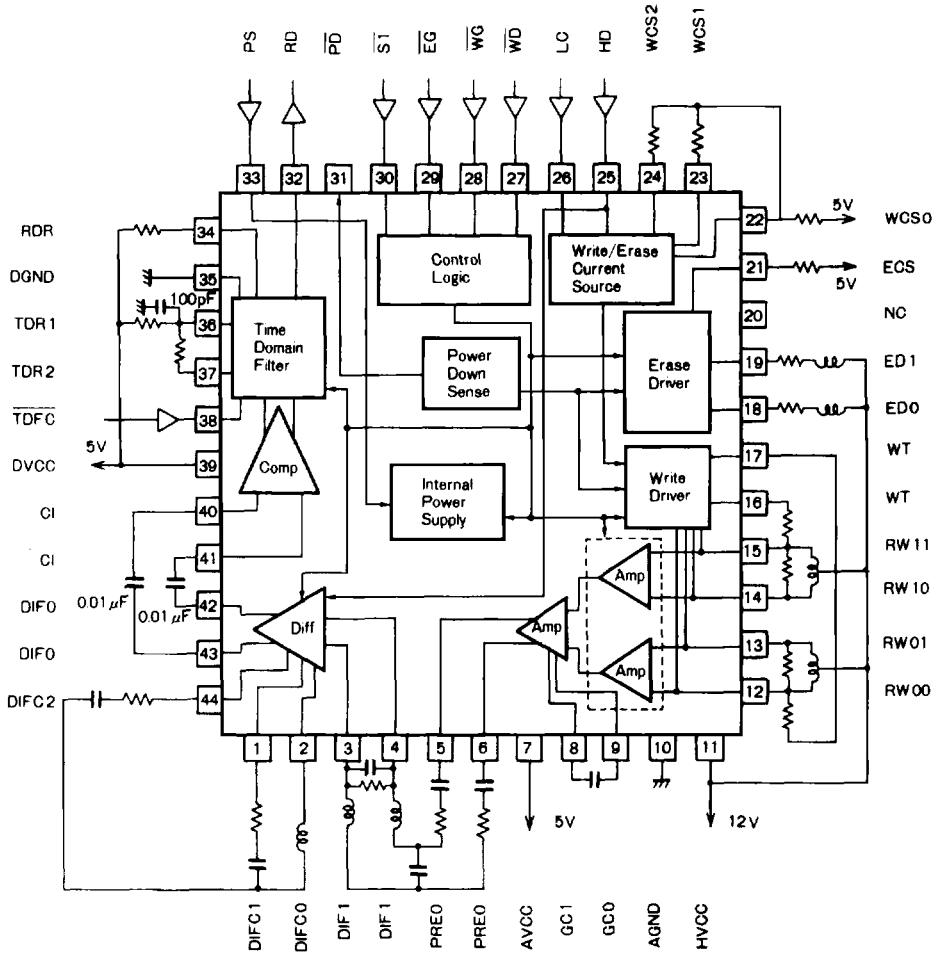 PS
RD
PD
S1
EG
WG
WD
LC
HD
WCS2
WCS1
33
32
31
30
29
28
27
26
25
24
23
RDR
DGND
100pF
TDR1
TDR2
TDFC
5V
DVCC
CI
CI
0.01μF
0.01μF
DIFO
DIFO
DIFC2
34
35
36
37
38
39
40
41
42
43
44
Control
Logic
Write/Erase
Current
Source
Time
Domain
Filter
Power
Down
Sense
Erase
Driver
Comp
Internal
Power
Supply
Write
Driver
Diff
Amp
Amp
Amp
22
21
20
19
18
17
16
15
14
13
12
5V
WCSO
ECS
5V
NC
ED1
EDO
WT
WT
RW11
RW10
RW01
RW00
1
2
3
4
5
6
7
8
9
10
11
5V
12V
DIFC1
DIFCO
DIF1
DIF1
PREO
PREO
AVCC
GC1
GCO
AGND
HVCC